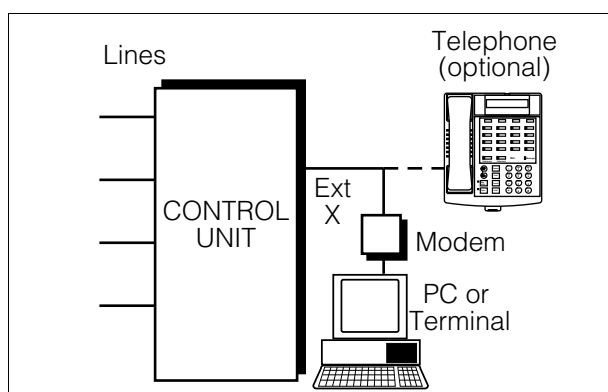 Lines
Telephone
(optional)
CONTROL
UNIT
Ext
X
Modem
PC or
Terminal